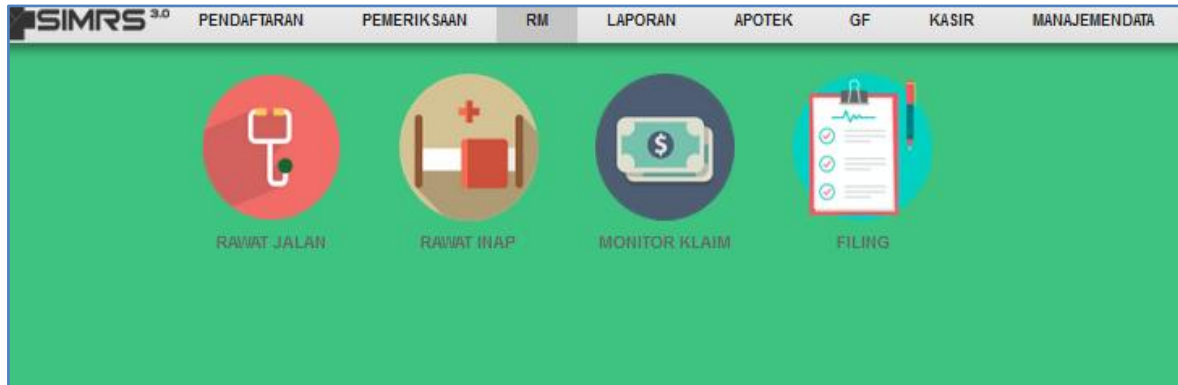 SIMRS 3.0 PENDAFTARAN PEMERIKSAAN RM LAPORAN APOTEK GF KASIR MANAJEMENDATA
$
RAWAT JALAN RAWAT INAP MONITOR KLAIM FILING